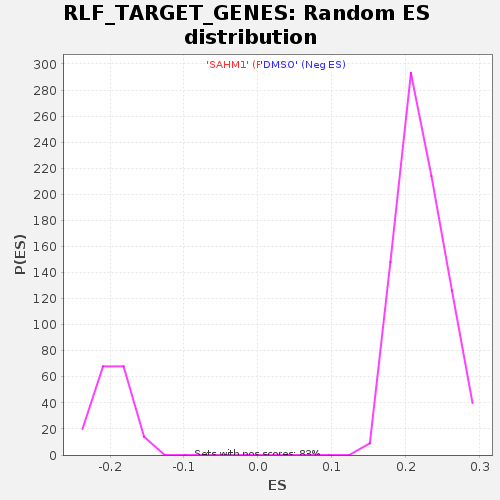 RLF_TARGET_GENES: Random ES
distribution
'SAHM1' (P'DMSO' (Neg ES)
300
280
260
240
220
200
180
160
140
120
100
80
60
40
20
0
P(ES)
Sets with pos scores: 83%
-0.2 -0.1 0.0 0.1 0.2 0.3
ES